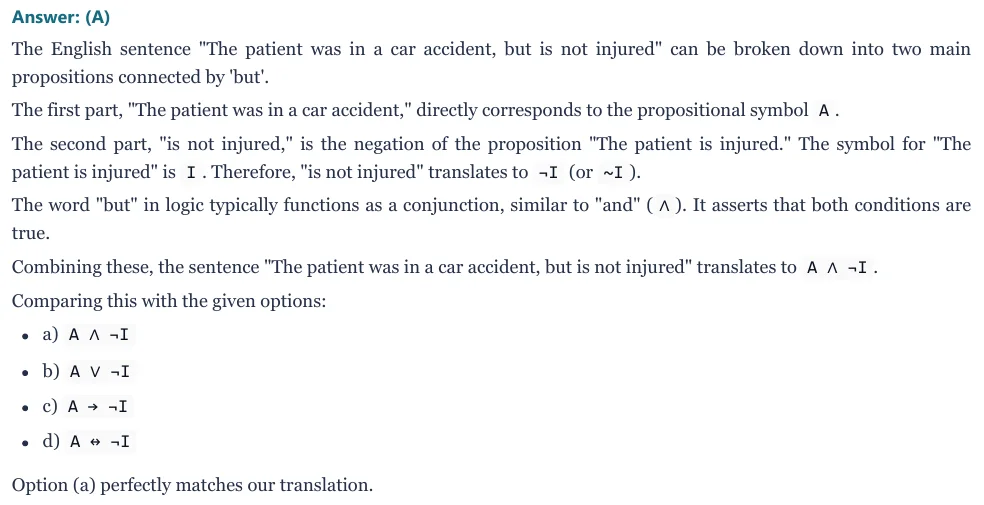 Answer: (A)
The English sentence "The patient was in a car accident, but is not injured" can be broken down into two main
propositions connected by 'but'.
The first part, "The patient was in a car accident," directly corresponds to the propositional symbol A .
The second part, "is not injured," is the negation of the proposition "The patient is injured." The symbol for "The
patient is injured" is I . Therefore, "is not injured" translates to ¬I (or ~I ).
The word "but" in logic typically functions as a conjunction, similar to "and" ( ∧ ). It asserts that both conditions are
true.
Combining these, the sentence "The patient was in a car accident, but is not injured" translates to A ∧ ¬I .
Comparing this with the given options:
• a) A ∧ ¬I
• b) A ∨ ¬I
• c) A → ¬I
• d) A ↔ ¬I
Option (a) perfectly matches our translation.